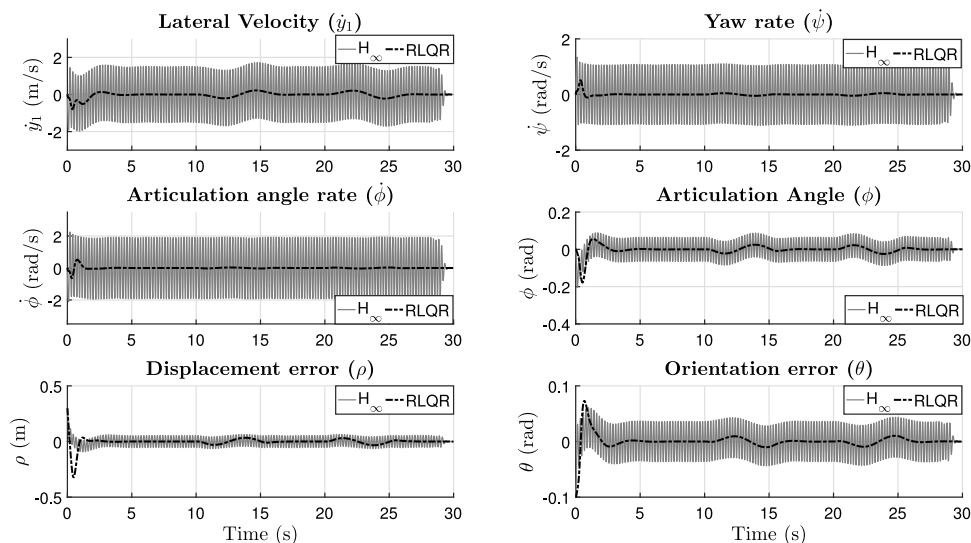 Lateral Velocity (ẏ₁)
ẏ₁ (m/s)
2
0
-2
H∞ RLQR
0 5 10 15 20 25 30
Yaw rate (ψ̇)
ψ̇ (rad/s)
2
0
-2
H∞ RLQR
0 5 10 15 20 25 30
Articulation angle rate (ϕ̇)
ϕ̇ (rad/s)
2
0
-2
H∞ RLQR
0 5 10 15 20 25 30
Articulation Angle (ϕ)
ϕ (rad)
0.2
0
-0.2
-0.4
H∞ RLQR
0 5 10 15 20 25 30
Displacement error (ρ)
ρ (m)
0.5
0
-0.5
H∞ RLQR
0 5 10 15 20 25 30
Time (s)
Orientation error (θ)
θ (rad)
0.1
0
-0.1
H∞ RLQR
0 5 10 15 20 25 30
Time (s)